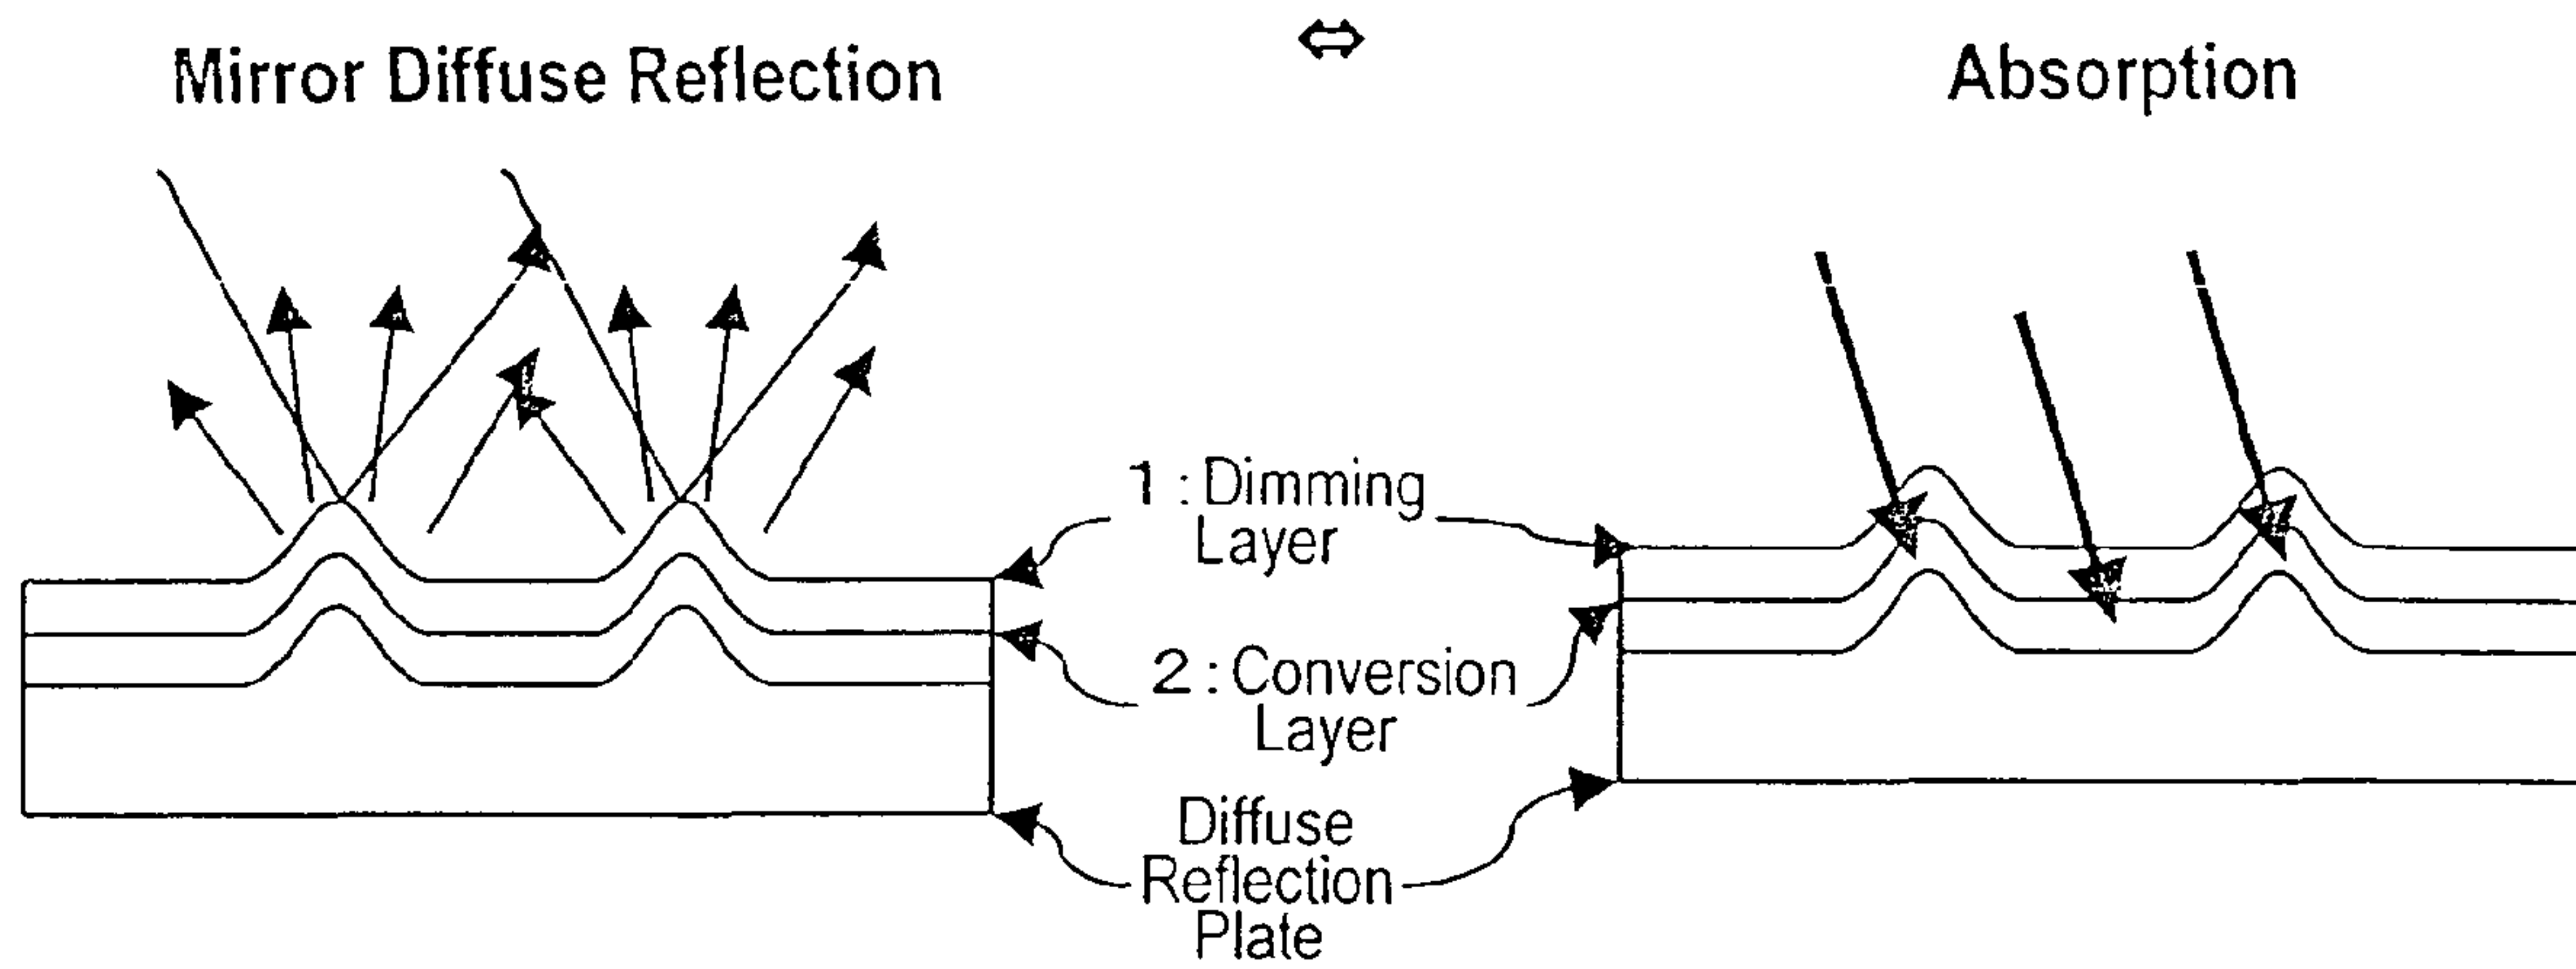 Mirror Diffuse Reflection
⇔
Absorption
1 : Dimming
Layer
2 : Conversion
Layer
Diffuse
Reflection
Plate